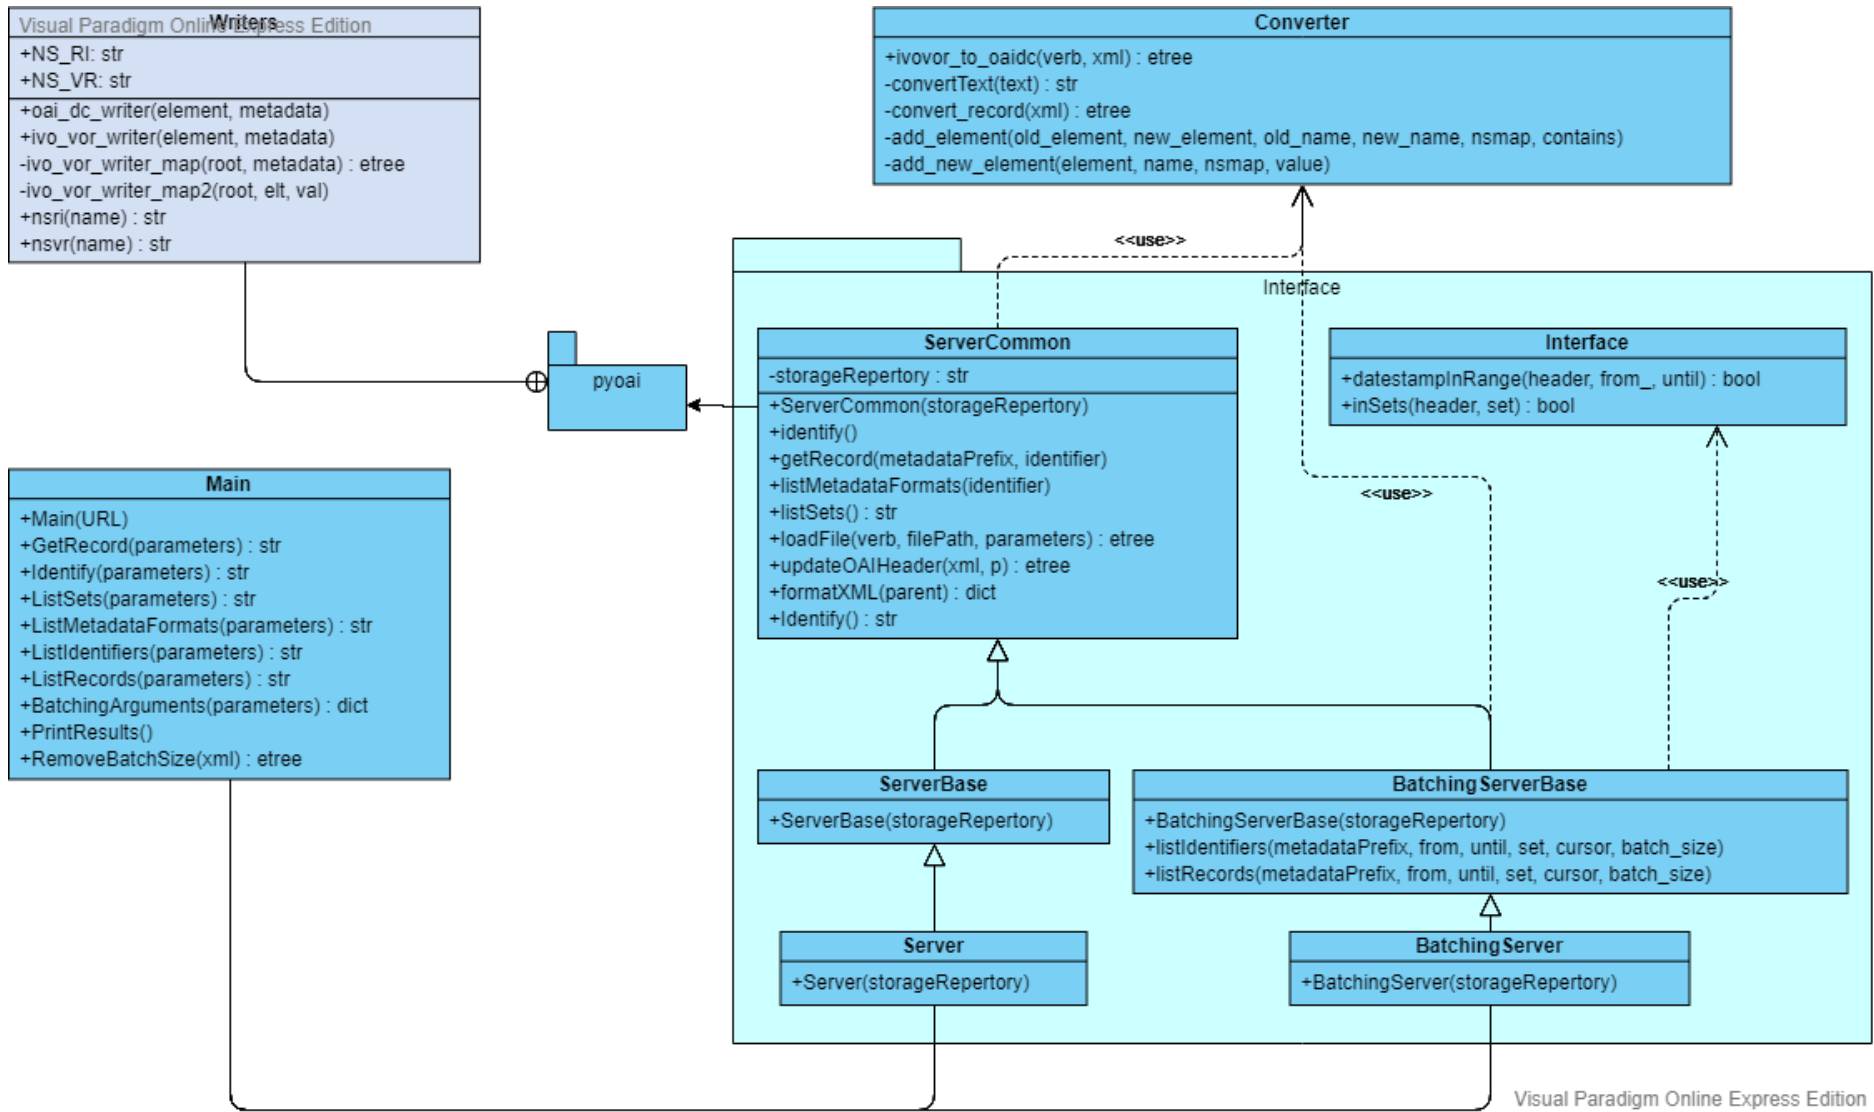 Visual Paradigm Online Express Edition
Writers
+NS_RI: str
+NS_VR: str
+oai_dc_writer(element, metadata)
+ivo_vor_writer(element, metadata)
-ivo_vor_writer_map(root, metadata) : etree
-ivo_vor_writer_map2(root, elt, val)
+nsri(name) : str
+nsvr(name) : str
Converter
+ivovor_to_oaidc(verb, xml) : etree
-convertText(text) : str
-convert_record(xml) : etree
-add_element(old_element, new_element, old_name, new_name, nsmap, contains)
-add_new_element(element, name, nsmap, value)
<<use>>
Interface
pyoai
ServerCommon
-storageRepertory : str
+ServerCommon(storageRepertory)
+identify()
+getRecord(metadataPrefix, identifier)
+listMetadataFormats(identifier)
+listSets() : str
+loadFile(verb, filePath, parameters) : etree
+updateOAIHeader(xml, p) : etree
+formatXML(parent) : dict
+Identify() : str
Interface
+datestampInRange(header, from_, until) : bool
+inSets(header, set) : bool
<<use>>
<<use>>
Main
+Main(URL)
+GetRecord(parameters) : str
+Identify(parameters) : str
+ListSets(parameters) : str
+ListMetadataFormats(parameters) : str
+ListIdentifiers(parameters) : str
+ListRecords(parameters) : str
+BatchingArguments(parameters) : dict
+PrintResults()
+RemoveBatchSize(xml) : etree
ServerBase
+ServerBase(storageRepertory)
BatchingServerBase
+BatchingServerBase(storageRepertory)
+listIdentifiers(metadataPrefix, from, until, set, cursor, batch_size)
+listRecords(metadataPrefix, from, until, set, cursor, batch_size)
Server
+Server(storageRepertory)
BatchingServer
+BatchingServer(storageRepertory)
Visual Paradigm Online Express Edition